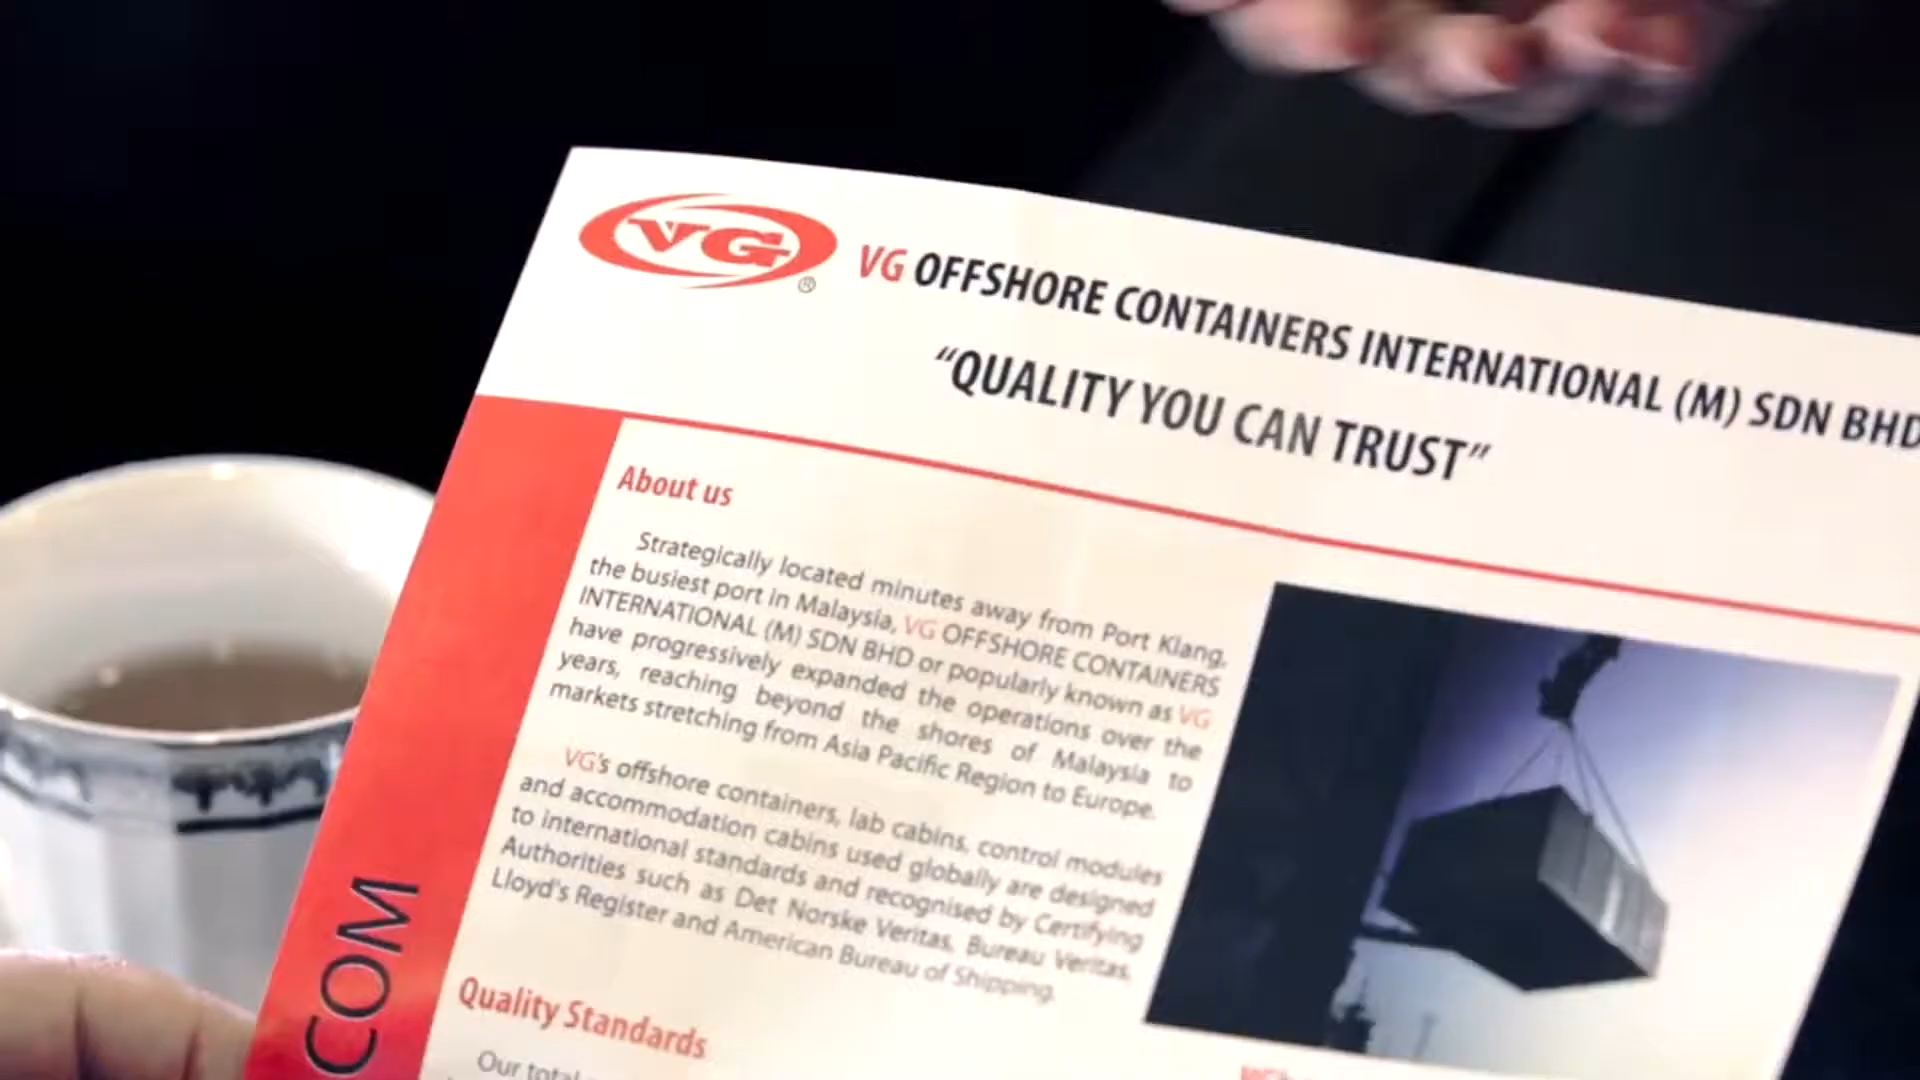 VG
®
VG OFFSHORE CONTAINERS INTERNATIONAL (M) SDN BHD
“QUALITY YOU CAN TRUST”
About us
Strategically located minutes away from Port Klang,
the busiest port in Malaysia, VG OFFSHORE CONTAINERS
INTERNATIONAL (M) SDN BHD or popularly known as VG
have progressively expanded the operations over the
years, reaching beyond the shores of Malaysia to
markets stretching from Asia Pacific Region to Europe.
VG's offshore containers, lab cabins, control modules
and accommodation cabins used globally are designed
to international standards and recognised by Certifying
Authorities such as Det Norske Veritas, Bureau Veritas,
Lloyd's Register and American Bureau of Shipping.
Quality Standards
Our total
COM